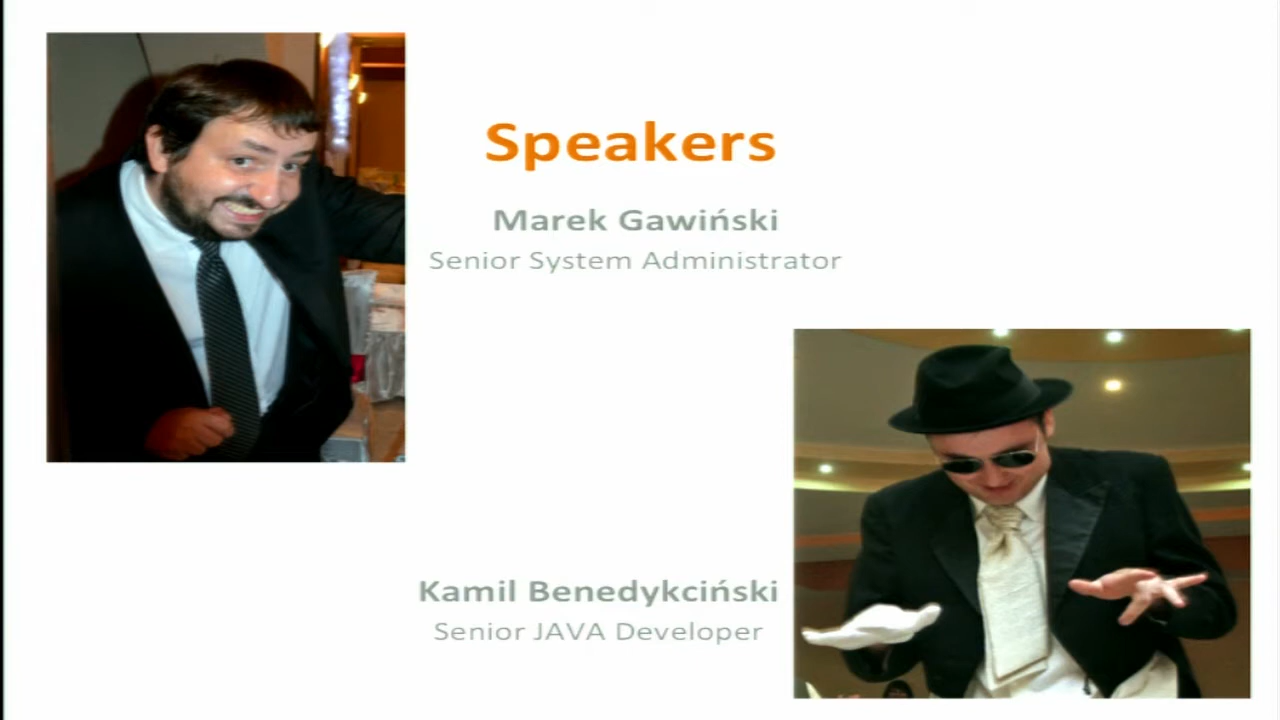 Speakers
Marek Gawiński
Senior System Administrator
Kamil Benedykciński
Senior JAVA Developer